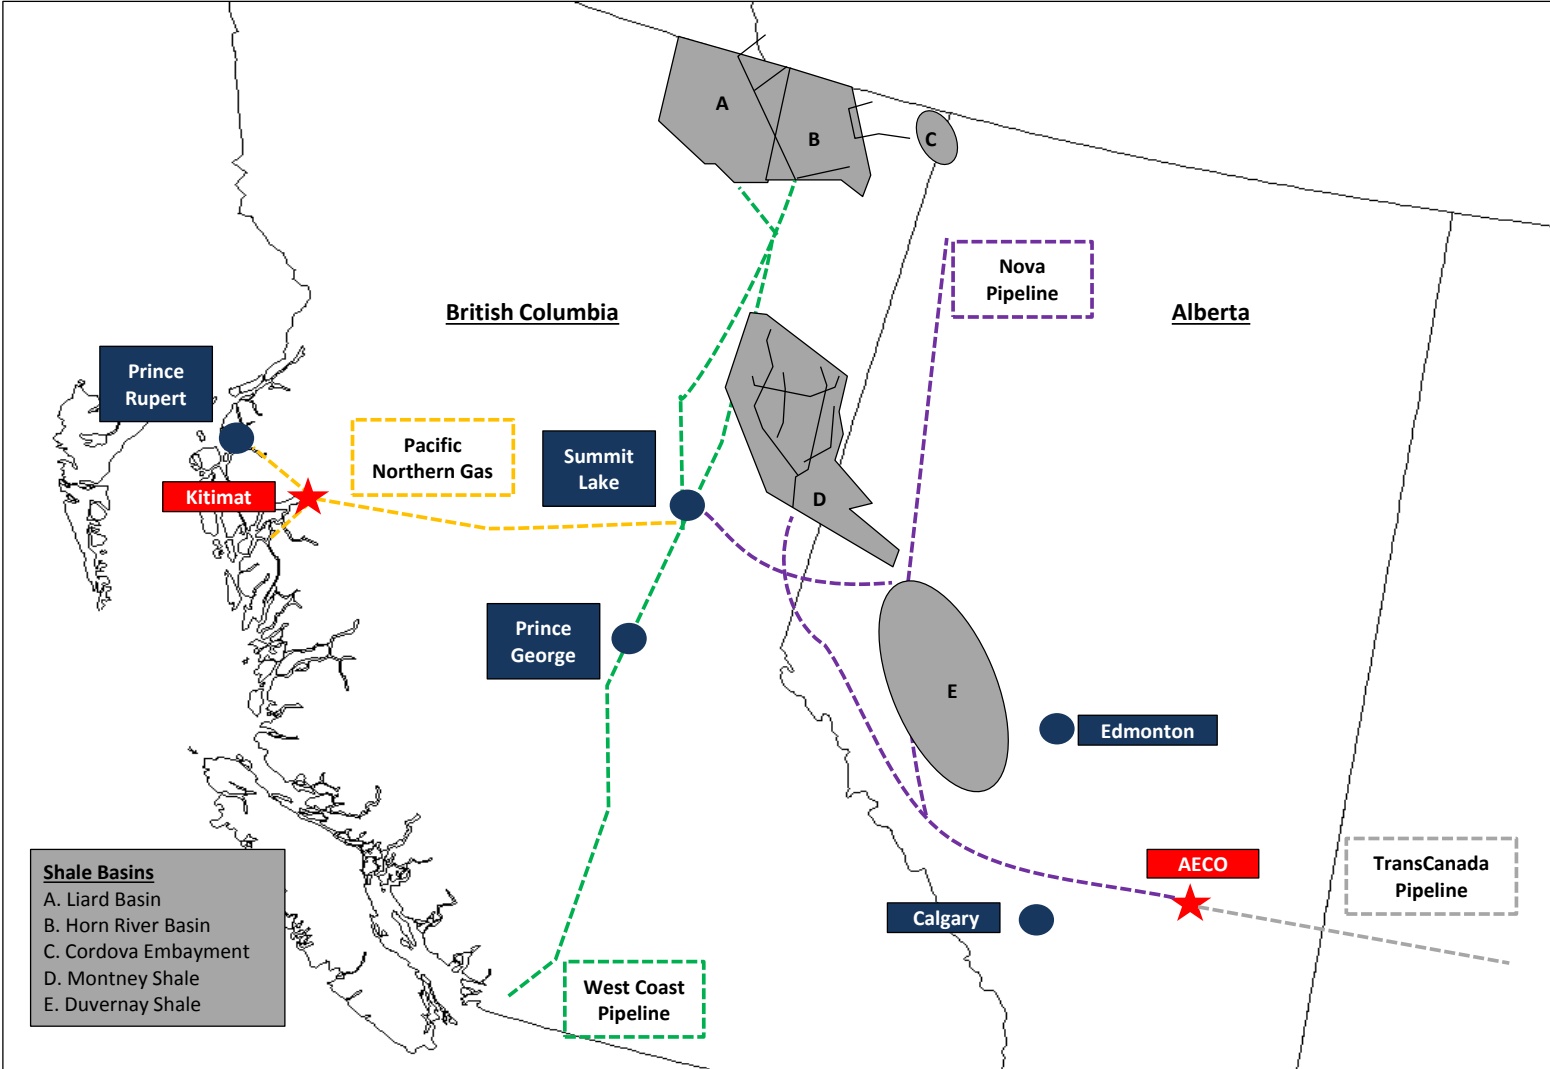 A
B
C
Nova
Pipeline
British Columbia
Alberta
Prince
Rupert
Pacific
Northern Gas
Summit
Lake
Kitimat
D
Prince
George
E
Edmonton
AECO
TransCanada
Pipeline
Calgary
West Coast
Pipeline
Shale Basins
A. Liard Basin
B. Horn River Basin
C. Cordova Embayment
D. Montney Shale
E. Duvernay Shale